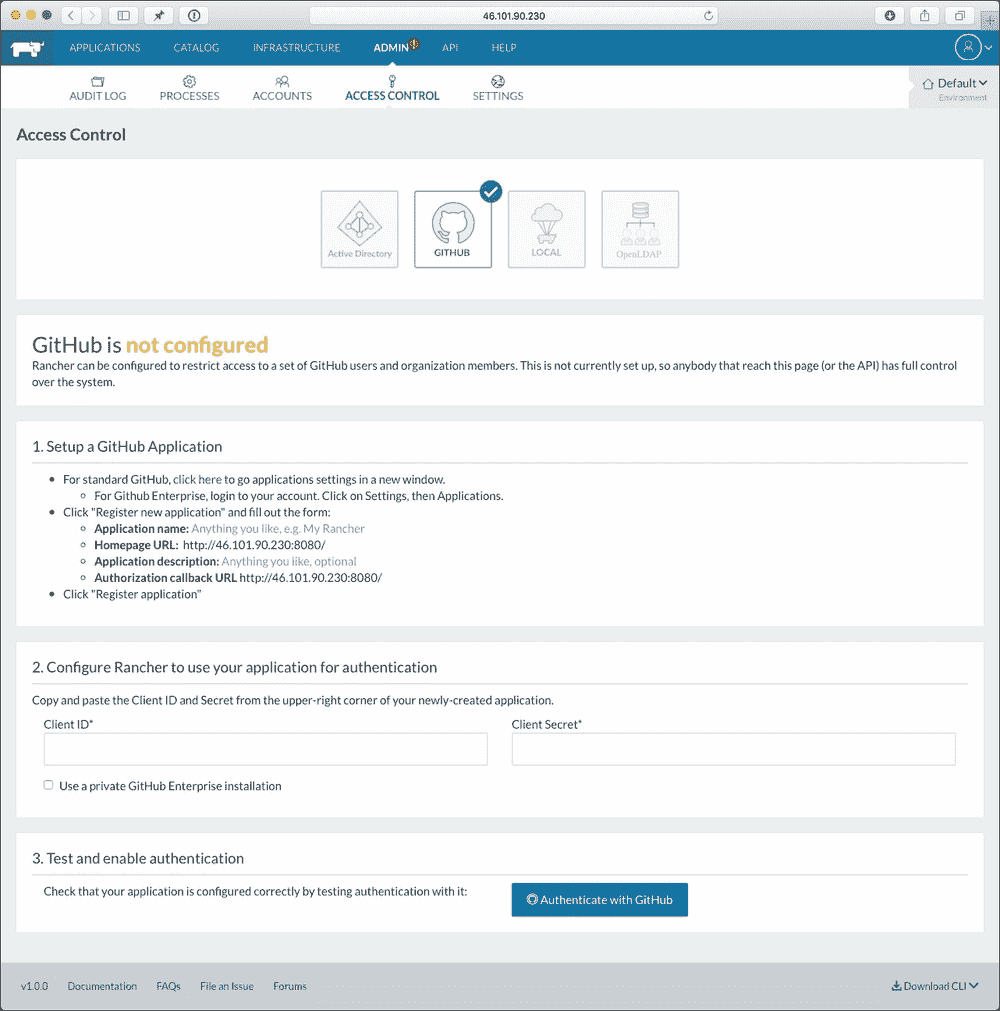 46.101.90.230
APPLICATIONS CATALOG INFRASTRUCTURE ADMIN API HELP
AUDIT LOG PROCESSES ACCOUNTS ACCESS CONTROL SETTINGS
Default
Environment
Access Control
Active Directory GITHUB LOCAL OpenLDAP
GitHub is not configured
Rancher can be configured to restrict access to a set of GitHub users and organization members. This is not currently set up, so anybody that reach this page (or the API) has full control
over the system.
1. Setup a GitHub Application
For standard GitHub, click here to go applications settings in a new window.
For Github Enterprise, login to your account. Click on Settings, then Applications.
Click "Register new application" and fill out the form:
Application name: Anything you like, e.g. My Rancher
Homepage URL: http://46.101.90.230:8080/
Application description: Anything you like, optional
Authorization callback URL http://46.101.90.230:8080/
Click "Register application"
2. Configure Rancher to use your application for authentication
Copy and paste the Client ID and Secret from the upper-right corner of your newly-created application.
Client ID* Client Secret*
Use a private GitHub Enterprise installation
3. Test and enable authentication
Check that your application is configured correctly by testing authentication with it:
Authenticate with GitHub
v1.0.0 Documentation FAQs File an Issue Forums Download CLI